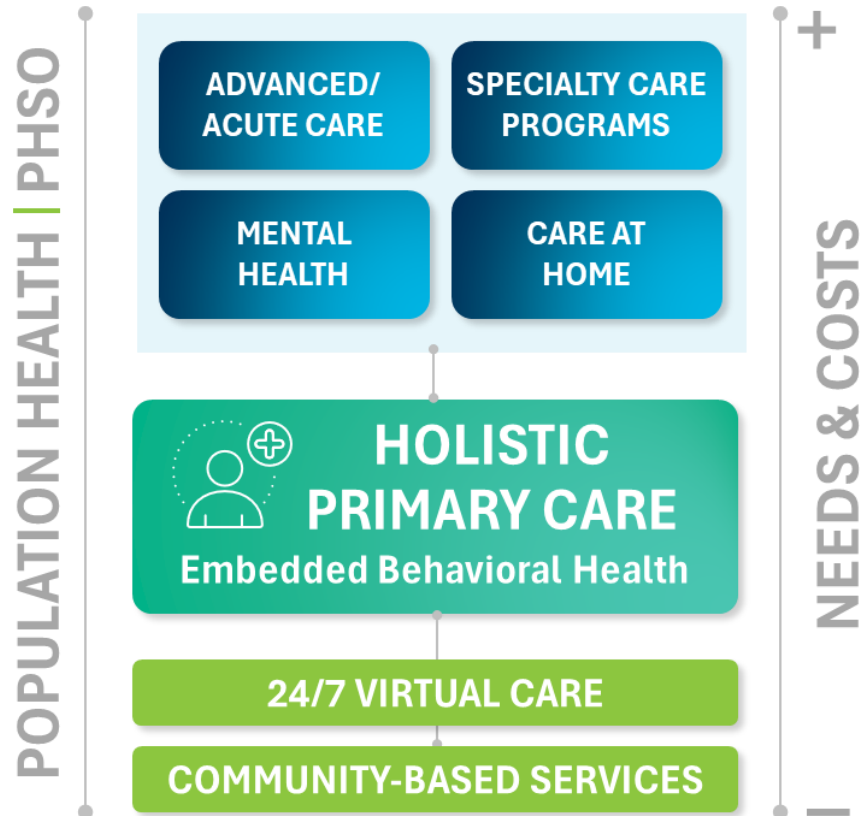 POPULATION HEALTH | PHSO
ADVANCED/
ACUTE CARE
SPECIALTY CARE
PROGRAMS
MENTAL
HEALTH
CARE AT
HOME
HOLISTIC
PRIMARY CARE
Embedded Behavioral Health
24/7 VIRTUAL CARE
COMMUNITY-BASED SERVICES
+
NEEDS & COSTS
—